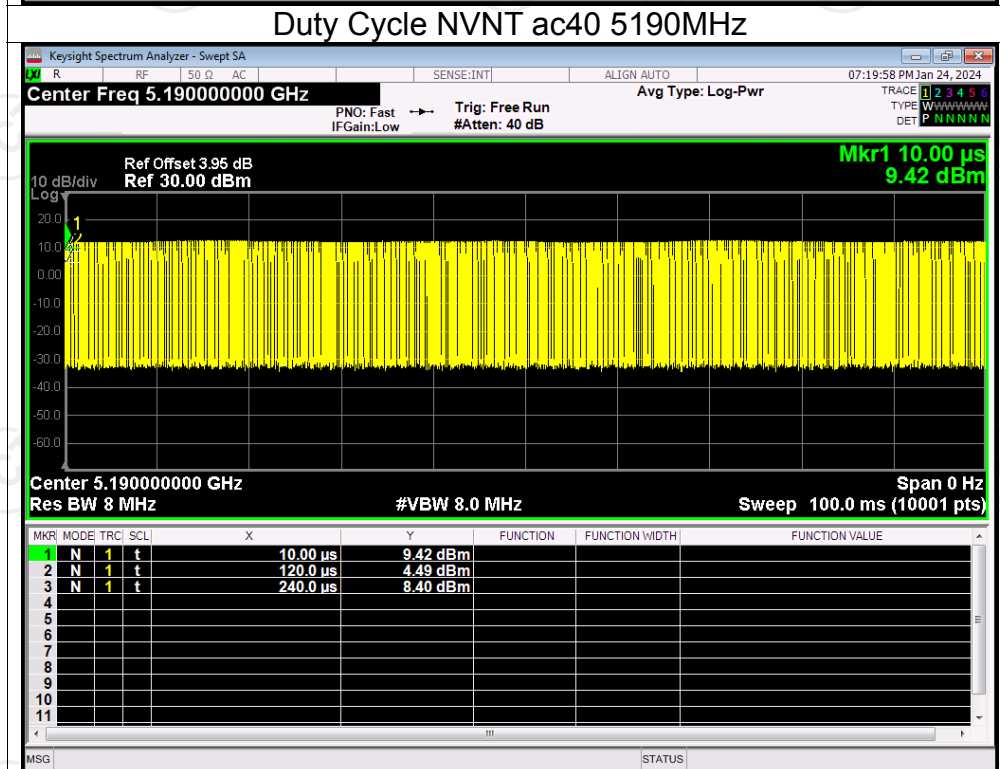 Duty Cycle NVNT ac40 5190MHz
Keysight Spectrum Analyzer - Swept SA
LXI R RF 50 Ω AC SENSE:INT ALIGN AUTO 07:19:58 PM Jan 24, 2024
Center Freq 5.190000000 GHz Avg Type: Log-Pwr TRACE 1 2 3 4 5 6
PNO: Fast Trig: Free Run TYPE WWWWWWW
IFGain:Low #Atten: 40 dB DET P N N N N N
Mkr1 10.00 µs
Ref Offset 3.95 dB
10 dB/div Ref 30.00 dBm 9.42 dBm
Log
20.0
1
10.0
0.00
-10.0
-20.0
-30.0
-40.0
-50.0
-60.0
Center 5.190000000 GHz Span 0 Hz
Res BW 8 MHz #VBW 8.0 MHz Sweep 100.0 ms (10001 pts)
MKR MODE TRC SCL X Y FUNCTION FUNCTION WIDTH FUNCTION VALUE
1 N 1 t 10.00 µs 9.42 dBm
2 N 1 t 120.0 µs 4.49 dBm
3 N 1 t 240.0 µs 8.40 dBm
4
5
6
7
8
9
10
11
MSG STATUS